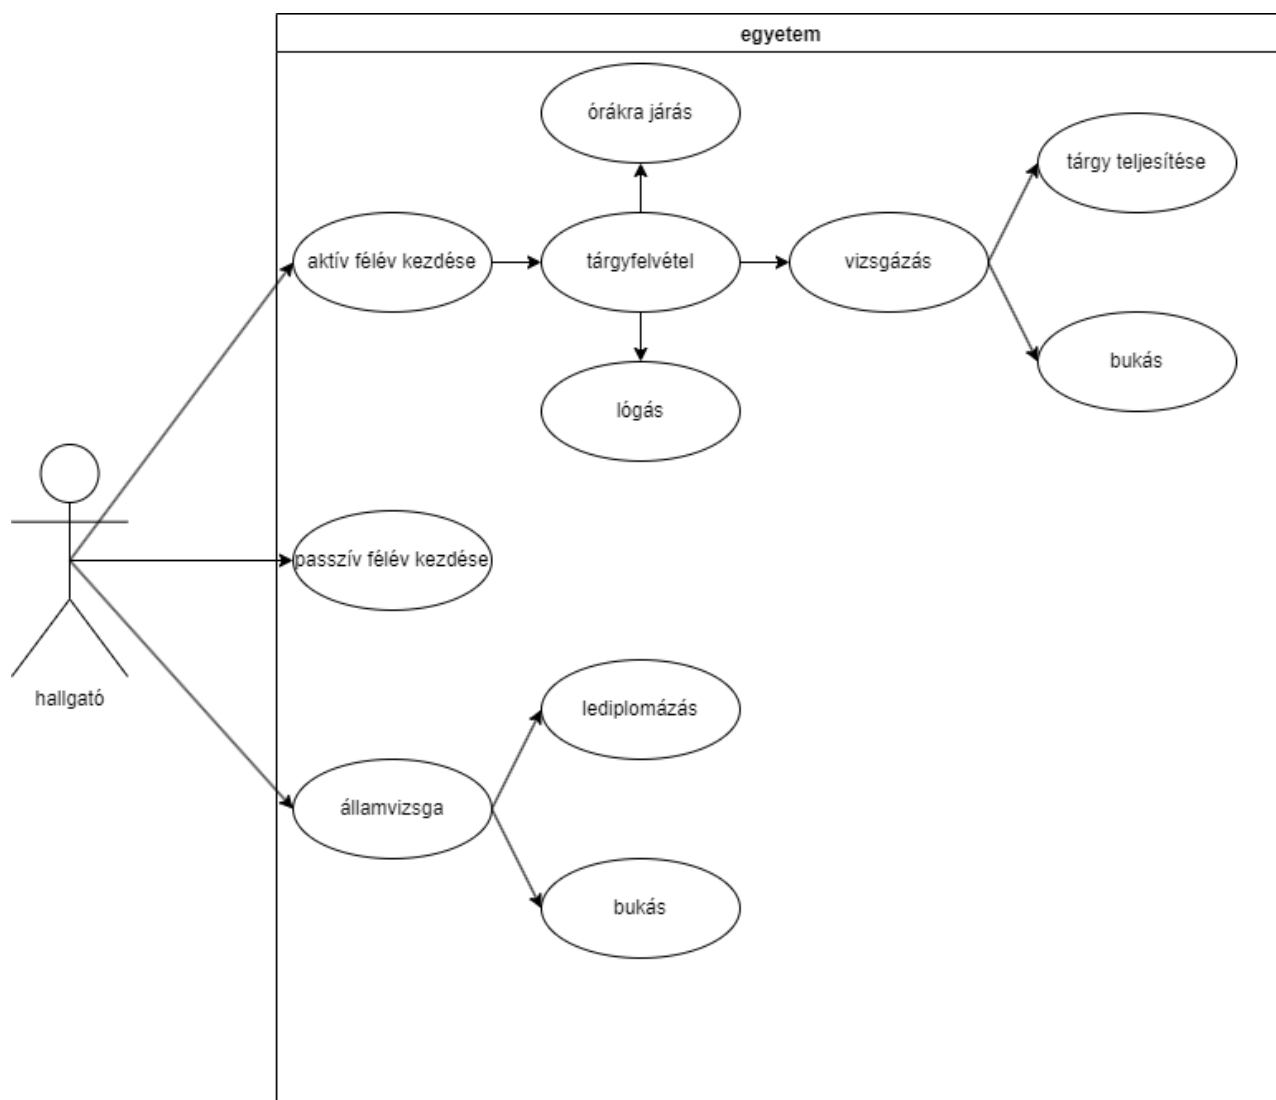 egyetem
órákra járás
tárgy teljesítése
aktív félév kezdése
tárgyfelvétel
vizsgázás
bukás
lógás
passzív félév kezdése
hallgató
lediplomázás
államvizsga
bukás